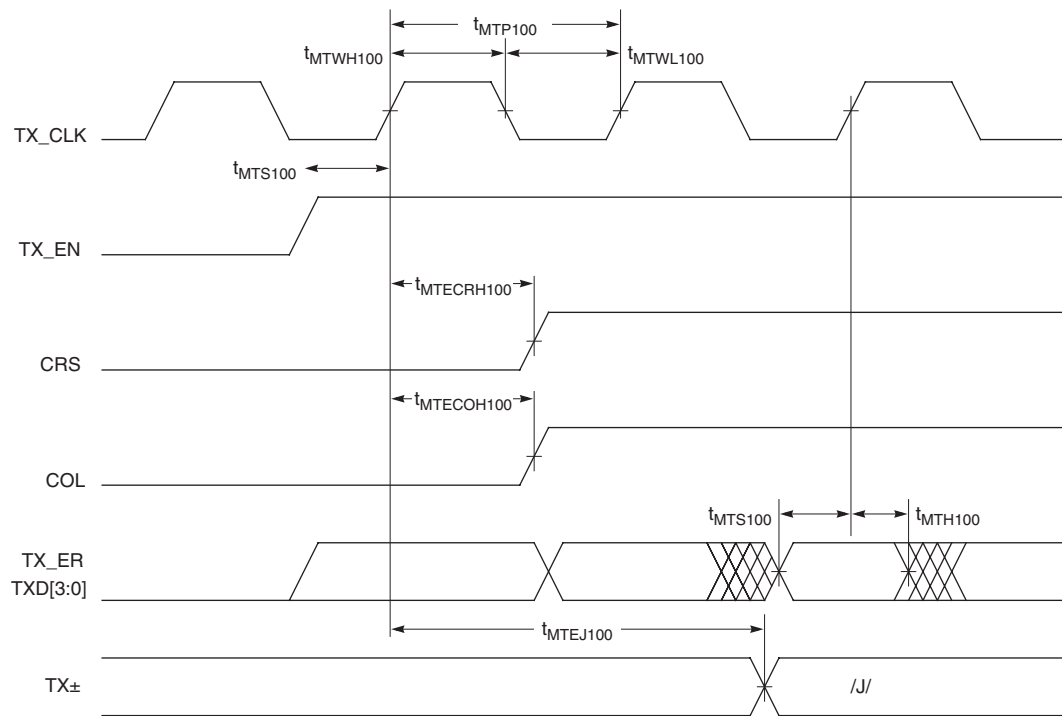 tMTP100
tMTWH100
tMTWL100
TX_CLK
tMTS100
TX_EN
tMTECRH100
CRS
tMTECOH100
COL
tMTS100
tMTH100
TX_ER
TXD[3:0]
tMTEJ100
TX±
/J/